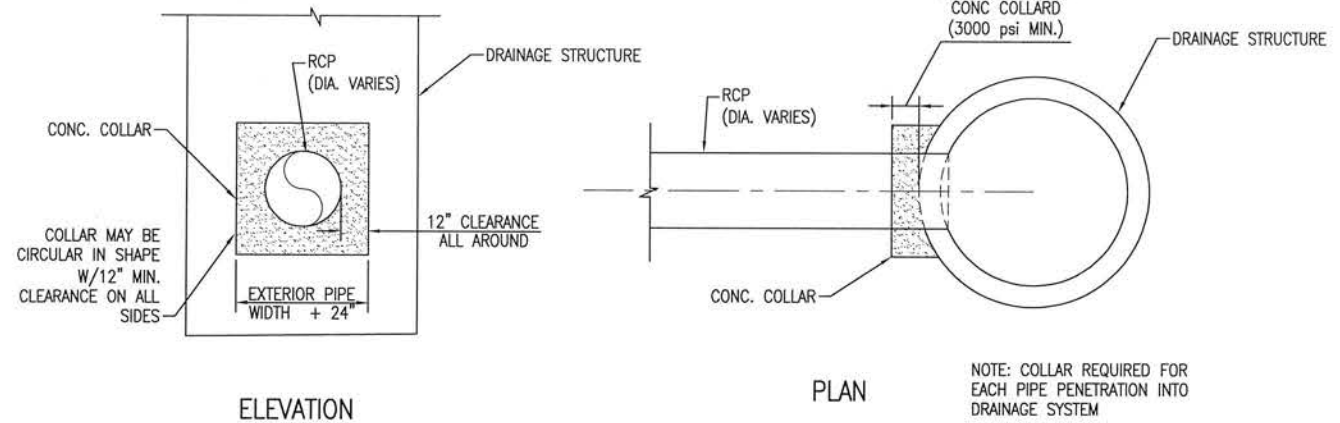 RCP
(DIA. VARIES)
DRAINAGE STRUCTURE
CONC. COLLAR
COLLAR MAY BE
CIRCULAR IN SHAPE
W/12" MIN.
CLEARANCE ON ALL
SIDES
12" CLEARANCE
ALL AROUND
EXTERIOR PIPE
WIDTH + 24"
ELEVATION
CONC COLLARD
(3000 psi MIN.)
DRAINAGE STRUCTURE
RCP
(DIA. VARIES)
CONC. COLLAR
PLAN
NOTE: COLLAR REQUIRED FOR
EACH PIPE PENETRATION INTO
DRAINAGE SYSTEM